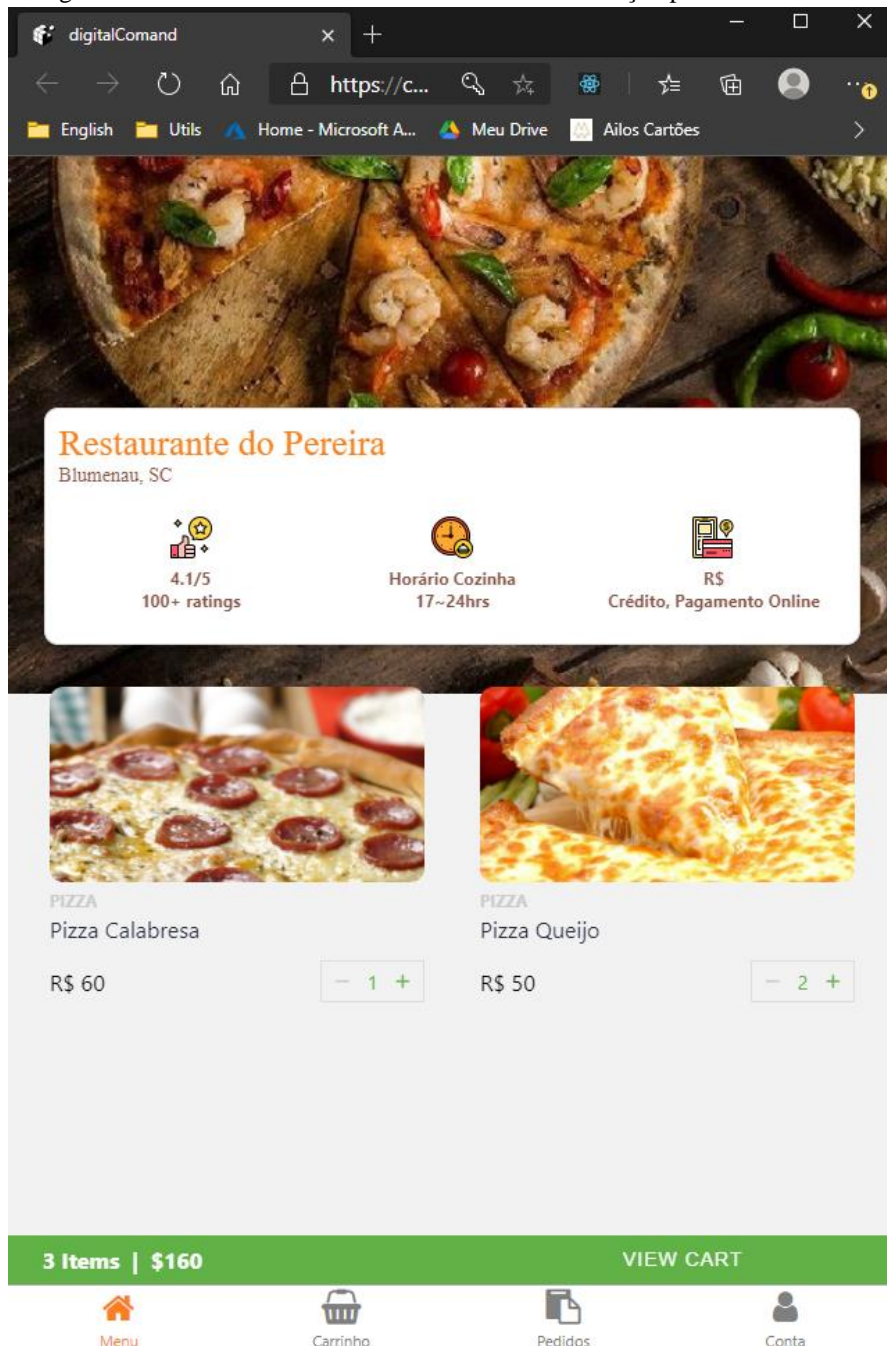 digitalComand
https://c...
English Utils Home - Microsoft A... Meu Drive Ailos Cartões
Restaurante do Pereira
Blumenau, SC
4.1/5
100+ ratings
Horário Cozinha
17~24hrs
R$
Crédito, Pagamento Online
PIZZA
Pizza Calabresa
R$ 60
− 1 +
PIZZA
Pizza Queijo
R$ 50
− 2 +
3 Items | $160
VIEW CART
Menu Carrinho Pedidos Conta